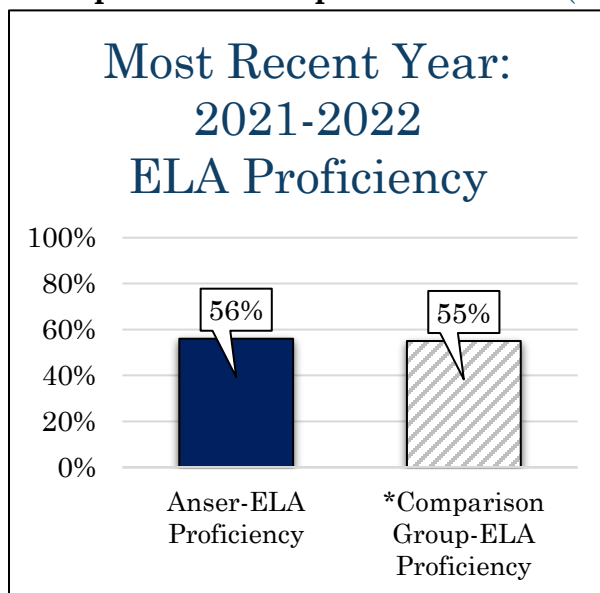 Most Recent Year:
2021-2022
ELA Proficiency
100%
80%
60%
40%
20%
0%
56%
55%
Anser-ELA
Proficiency
*Comparison
Group-ELA
Proficiency